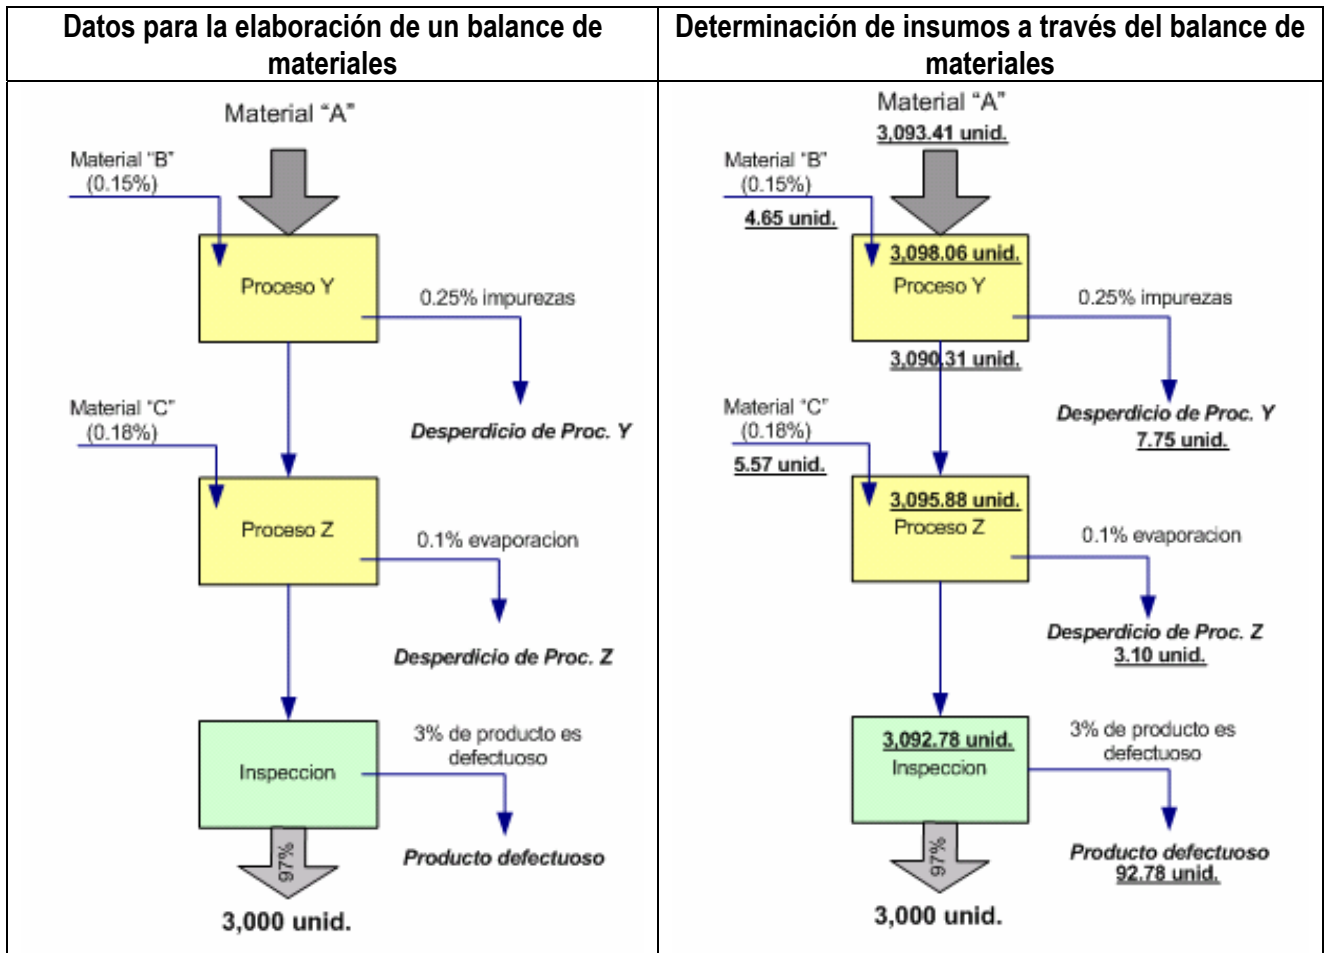 Datos para la elaboración de un balance de
materiales
Material “A”
Material “B”
(0.15%)
Proceso Y
0.25% impurezas
Desperdicio de Proc. Y
Material “C”
(0.18%)
Proceso Z
0.1% evaporacion
Desperdicio de Proc. Z
Inspeccion
3% de producto es
defectuoso
Producto defectuoso
97%
3,000 unid.
Determinación de insumos a través del balance de
materiales
Material “A”
3,093.41 unid.
Material “B”
(0.15%)
4.65 unid.
3,098.06 unid.
Proceso Y
0.25% impurezas
3,090.31 unid.
Desperdicio de Proc. Y
7.75 unid.
Material “C”
(0.18%)
5.57 unid.
3,095.88 unid.
Proceso Z
0.1% evaporacion
Desperdicio de Proc. Z
3.10 unid.
3,092.78 unid.
Inspeccion
3% de producto es
defectuoso
Producto defectuoso
92.78 unid.
97%
3,000 unid.